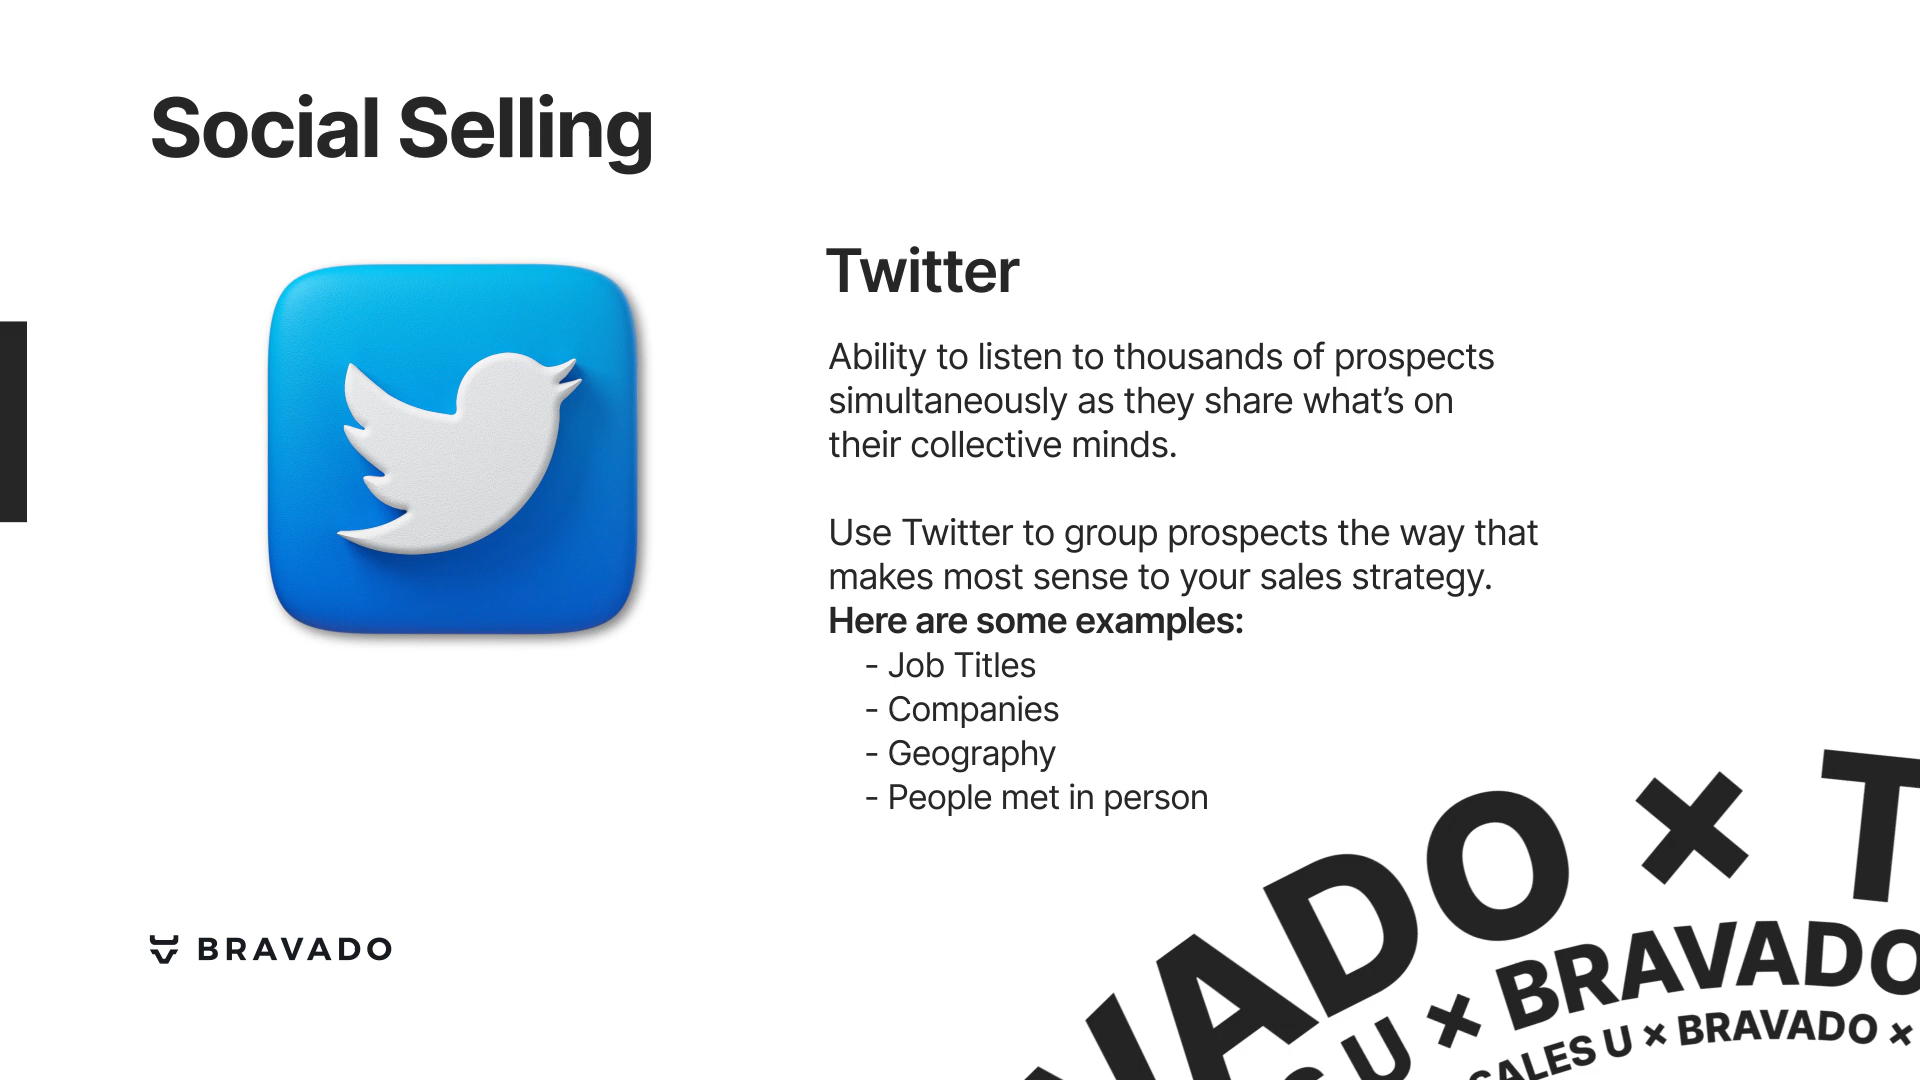 Social Selling
Twitter
Ability to listen to thousands of prospects
simultaneously as they share what’s on
their collective minds.
Use Twitter to group prospects the way that
makes most sense to your sales strategy.
Here are some examples:
- Job Titles
- Companies
- Geography
- People met in person
BRAVADO
VADO × T
S U × BRAVADO
SALES U × BRAVADO ×